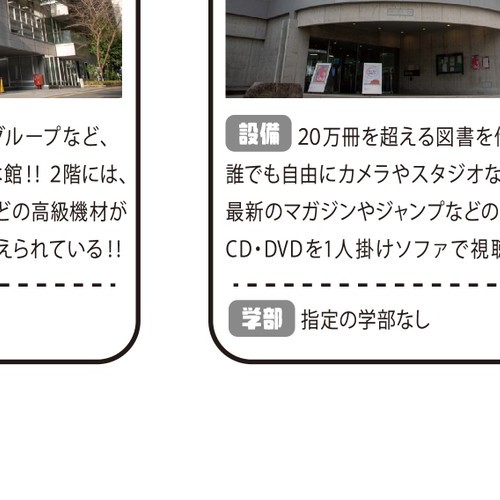 グループなど、
館!! 2階には、
どの高級機材が
えられている!!
設備 20万冊を超える図書を
誰でも自由にカメラやスタジオな
最新のマガジンやジャンプなどの
CD・DVDを1人掛けソファで視聴
学部 指定の学部なし